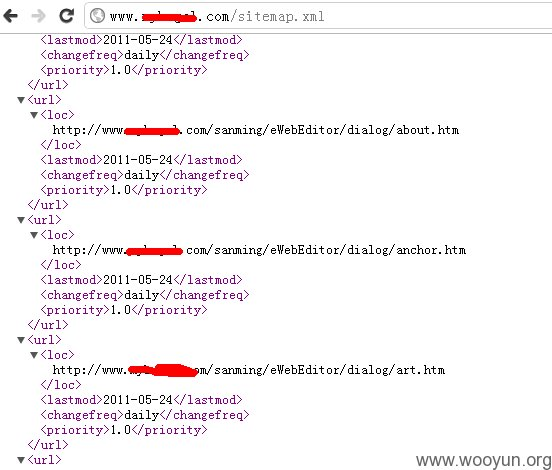 www. .com/sitemap.xml
<lastmod>2011-05-24</lastmod>
<changefreq>daily</changefreq>
<priority>1.0</priority>
</url>
<url>
<loc>
http://www. .com/sanming/eWebEditor/dialog/about.htm
</loc>
<lastmod>2011-05-24</lastmod>
<changefreq>daily</changefreq>
<priority>1.0</priority>
</url>
<url>
<loc>
http://www. .com/sanming/eWebEditor/dialog/anchor.htm
</loc>
<lastmod>2011-05-24</lastmod>
<changefreq>daily</changefreq>
<priority>1.0</priority>
</url>
<url>
<loc>
http://www. om/sanming/eWebEditor/dialog/art.htm
</loc>
<lastmod>2011-05-24</lastmod>
<changefreq>daily</changefreq>
<priority>1.0</priority>
</url>
<url>
www.wooyun.org